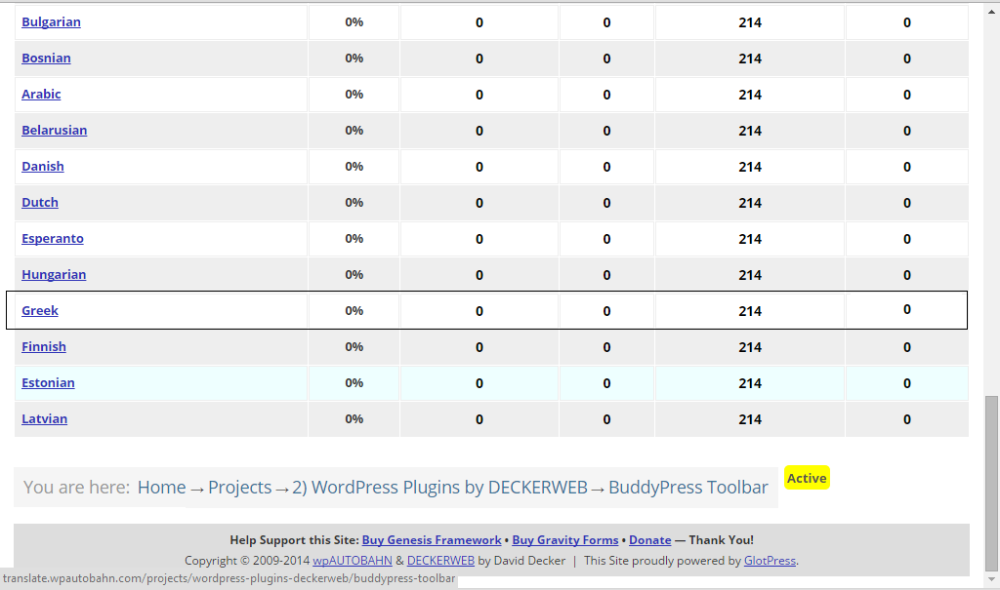 Bulgarian 0% 0 0 214 0
Bosnian 0% 0 0 214 0
Arabic 0% 0 0 214 0
Belarusian 0% 0 0 214 0
Danish 0% 0 0 214 0
Dutch 0% 0 0 214 0
Esperanto 0% 0 0 214 0
Hungarian 0% 0 0 214 0
Greek 0% 0 0 214 0
Finnish 0% 0 0 214 0
Estonian 0% 0 0 214 0
Latvian 0% 0 0 214 0
You are here: Home → Projects → 2) WordPress Plugins by DECKERWEB → BuddyPress Toolbar Active
Help Support this Site: Buy Genesis Framework • Buy Gravity Forms • Donate — Thank You!
Copyright © 2009-2014 wpAUTOBAHN & DECKERWEB by David Decker | This Site proudly powered by GlotPress.
translate.wpautobahn.com/projects/wordpress-plugins-deckerweb/buddypress-toolbar